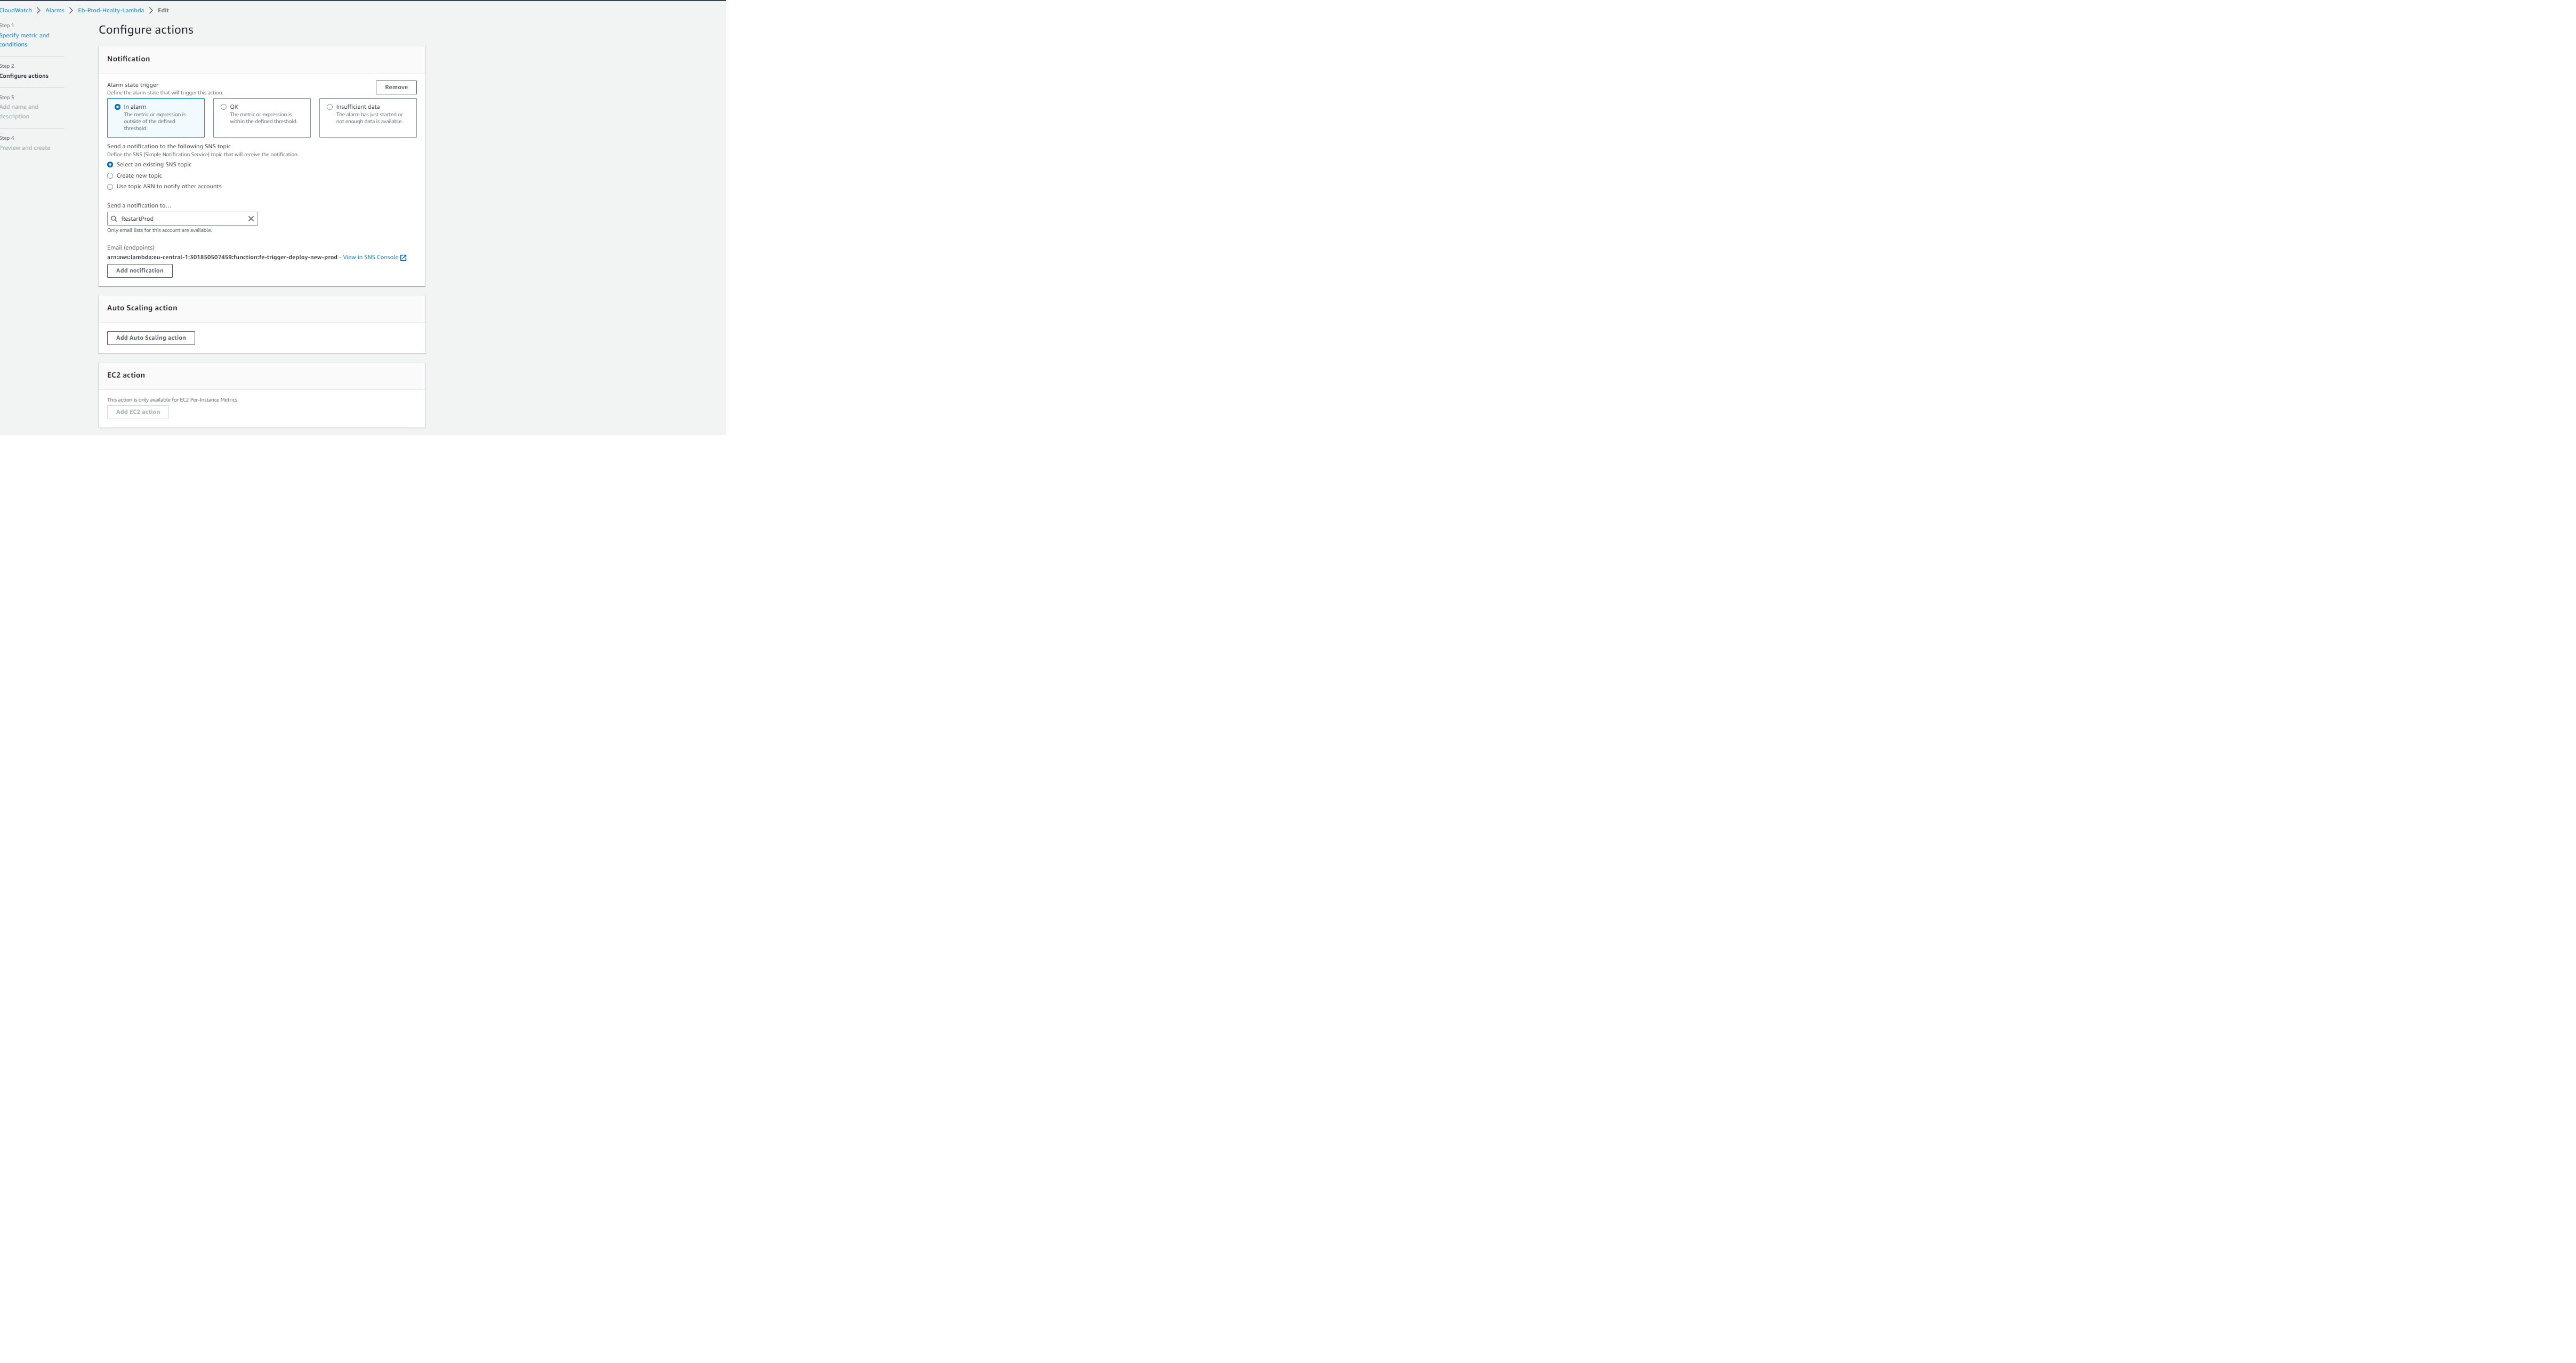 CloudWatch > Alarms > Eb-Prod-Healty-Lambda > Edit
Step 1
Specify metric and
conditions
Step 2
Configure actions
Step 3
Add name and
description
Step 4
Preview and create
Configure actions
Notification
Alarm state trigger
Define the alarm state that will trigger this action.
Remove
In alarm
The metric or expression is
outside of the defined
threshold.
OK
The metric or expression is
within the defined threshold.
Insufficient data
The alarm has just started or
not enough data is available.
Send a notification to the following SNS topic
Define the SNS (Simple Notification Service) topic that will receive the notification.
Select an existing SNS topic
Create new topic
Use topic ARN to notify other accounts
Send a notification to…
RestartProd
Only email lists for this account are available.
Email (endpoints)
arn:aws:lambda:eu-central-1:301850507459:function:fe-trigger-deploy-new-prod - View in SNS Console
Add notification
Auto Scaling action
Add Auto Scaling action
EC2 action
This action is only available for EC2 Per-Instance Metrics.
Add EC2 action